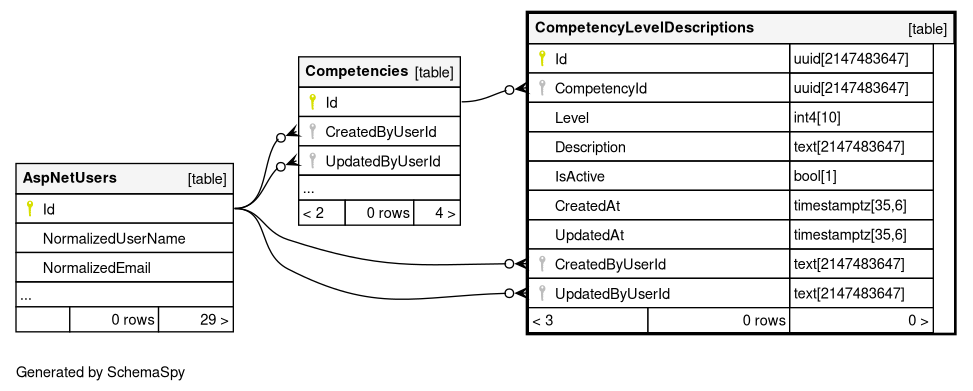 CompetencyLevelDescriptions [table]
Id uuid[2147483647]
CompetencyId uuid[2147483647]
Level int4[10]
Description text[2147483647]
IsActive bool[1]
CreatedAt timestamptz[35,6]
UpdatedAt timestamptz[35,6]
CreatedByUserId text[2147483647]
UpdatedByUserId text[2147483647]
< 3 0 rows 0 >
Competencies [table]
Id
CreatedByUserId
UpdatedByUserId
...
< 2 0 rows 4 >
AspNetUsers [table]
Id
NormalizedUserName
NormalizedEmail
...
0 rows 29 >
Generated by SchemaSpy